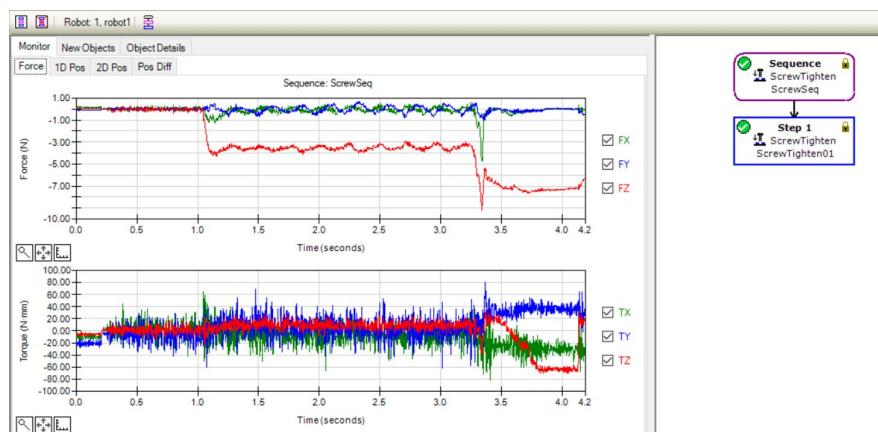 Robot: 1, robot1
Monitor New Objects Object Details
Force 1D Pos 2D Pos Pos Diff
Sequence: ScrewSeq
1.00
-1.00
-3.00
-5.00
-7.00
-10.00
Force (N)
0.0 0.5 1.0 1.5 2.0 2.5 3.0 3.5 4.0 4.2
Time (seconds)
FX
FY
FZ
100.00
80.00
60.00
40.00
20.00
0.00
-20.00
-40.00
-60.00
-80.00
-100.00
Torque (N mm)
0.0 0.5 1.0 1.5 2.0 2.5 3.0 3.5 4.0 4.2
Time (seconds)
TX
TY
TZ
Sequence
ScrewTighten
ScrewSeq
Step 1
ScrewTighten
ScrewTighten01